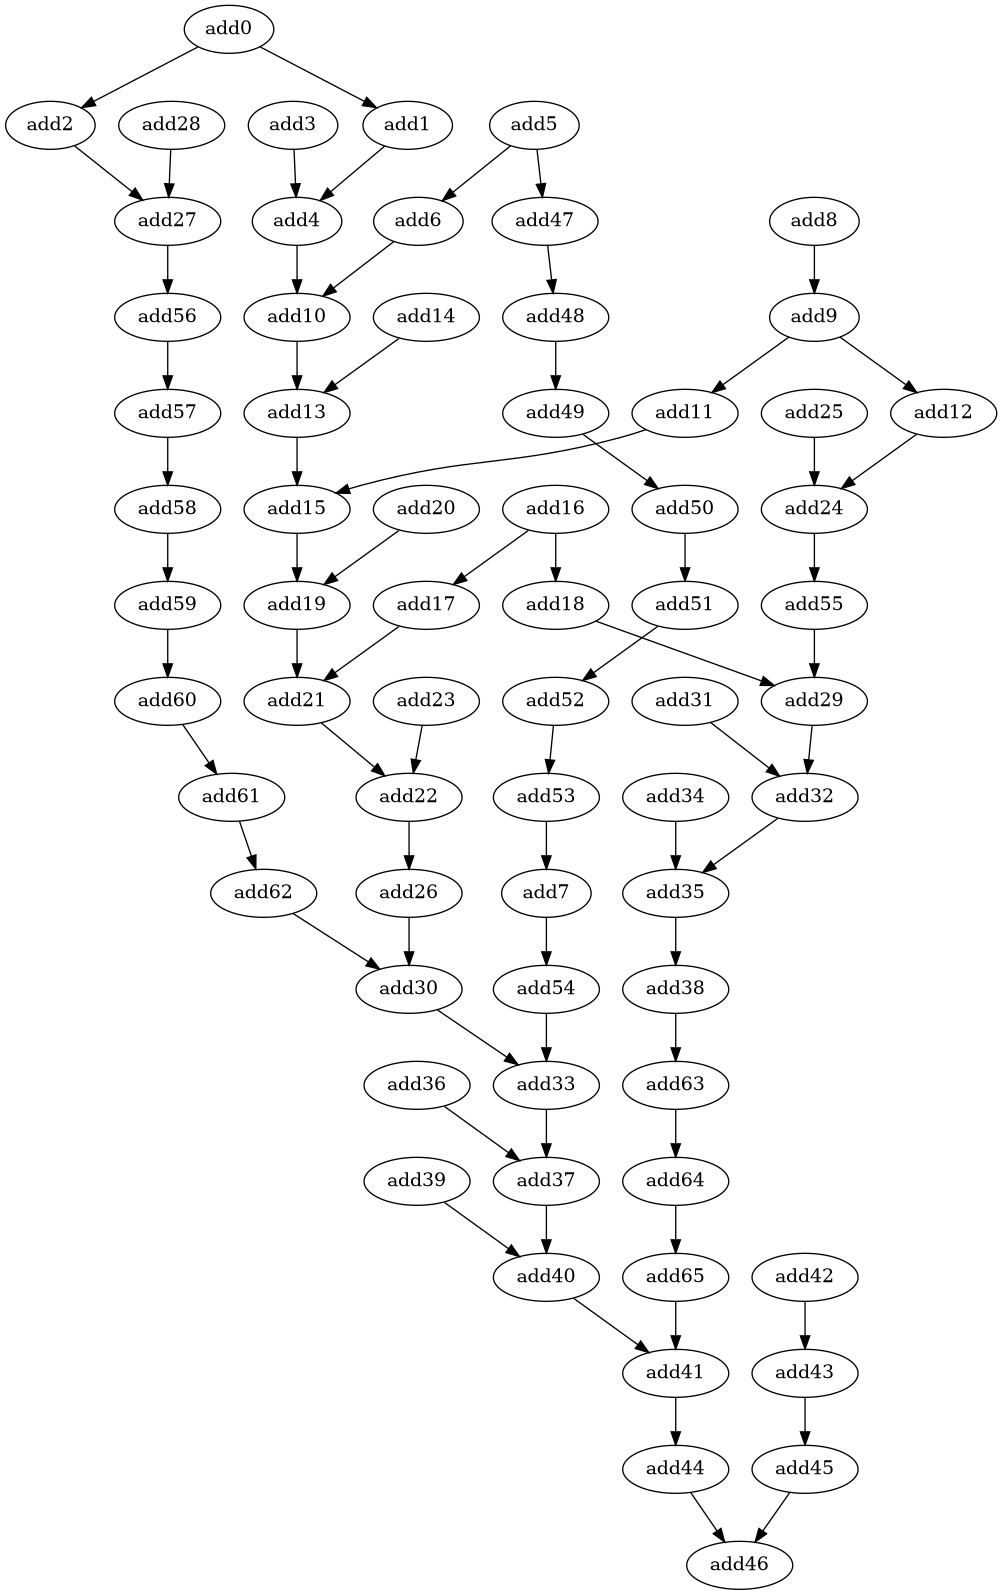 add0
add2 add28 add3 add1 add5
add27 add4 add6 add47 add8
add56 add10 add14 add48 add9
add57 add13 add49 add11 add25 add12
add58 add15 add20 add16 add50 add24
add59 add19 add17 add18 add51 add55
add60 add21 add23 add52 add31 add29
add61 add22 add53 add34 add32
add62 add26 add7 add35
add30 add54 add38
add36 add33 add63
add39 add37 add64
add40 add65 add42
add41 add43
add44 add45
add46